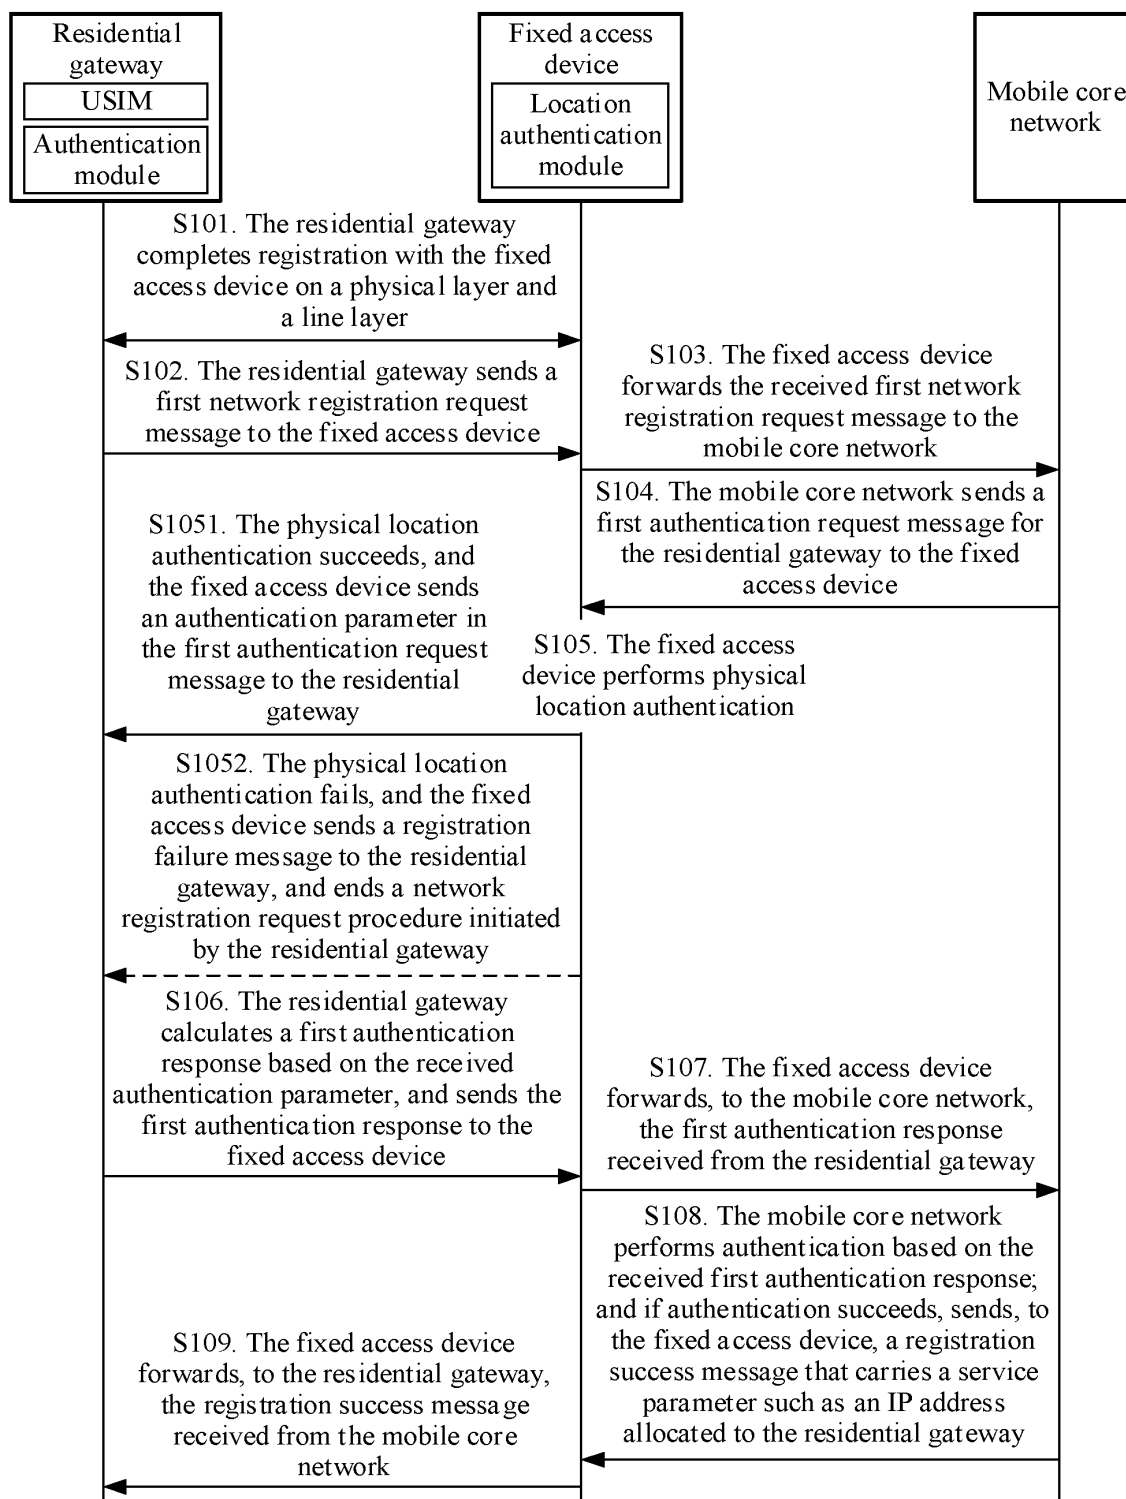 Residential
gateway
USIM
Authentication
module
Fixed access
device
Location
authentication
module
Mobile core
network
S101. The residential gateway
completes registration with the fixed
access device on a physical layer and
a line layer
S102. The residential gateway sends a
first network registration request
message to the fixed access device
S103. The fixed access device
forwards the received first network
registration request message to the
mobile core network
S104. The mobile core network sends a
first authentication request message for
the residential gateway to the fixed
access device
S105. The fixed access
device performs physical
location authentication
S1051. The physical location
authentication succeeds, and
the fixed access device sends
an authentication parameter in
the first authentication request
message to the residential
gateway
S1052. The physical location
authentication fails, and the fixed
access device sends a registration
failure message to the residential
gateway, and ends a network
registration request procedure initiated
by the residential gateway
S106. The residential gateway
calculates a first authentication
response based on the received
authentication parameter, and sends the
first authentication response to the
fixed access device
S107. The fixed access device
forwards, to the mobile core network,
the first authentication response
received from the residential gateway
S108. The mobile core network
performs authentication based on the
received first authentication response;
and if authentication succeeds, sends, to
the fixed access device, a registration
success message that carries a service
parameter such as an IP address
allocated to the residential gateway
S109. The fixed access device
forwards, to the residential gateway,
the registration success message
received from the mobile core
network